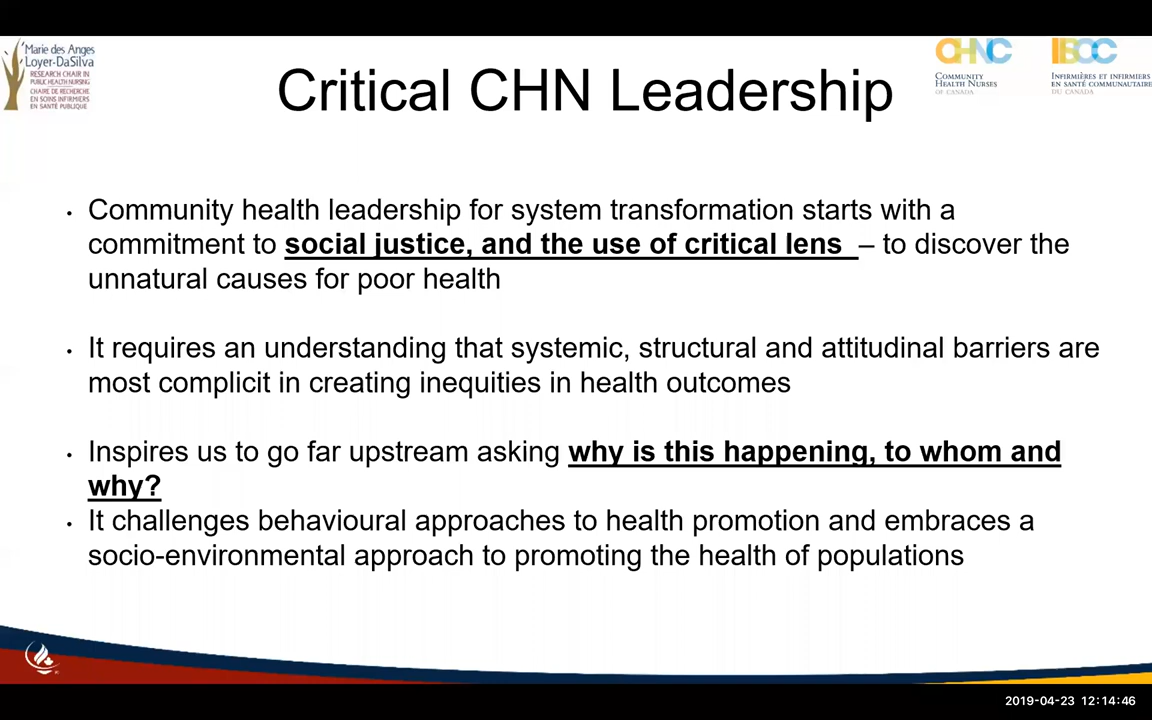 Marie des Anges
Loyer-DaSilva
RESEARCH CHAIR IN
PUBLIC HEALTH NURSING
CHAIRE DE RECHERCHE
EN SOINS INFIRMIERS
EN SANTÉ PUBLIQUE
CHNC
COMMUNITY
HEALTH NURSES
OF CANADA
IISCC
INFIRMIÈRES ET INFIRMIERS
EN SANTÉ COMMUNAUTAIRE
DU CANADA
Critical CHN Leadership
• Community health leadership for system transformation starts with a
commitment to social justice, and the use of critical lens – to discover the
unnatural causes for poor health
• It requires an understanding that systemic, structural and attitudinal barriers are
most complicit in creating inequities in health outcomes
• Inspires us to go far upstream asking why is this happening, to whom and
why?
• It challenges behavioural approaches to health promotion and embraces a
socio-environmental approach to promoting the health of populations
2019-04-23 12:14:46